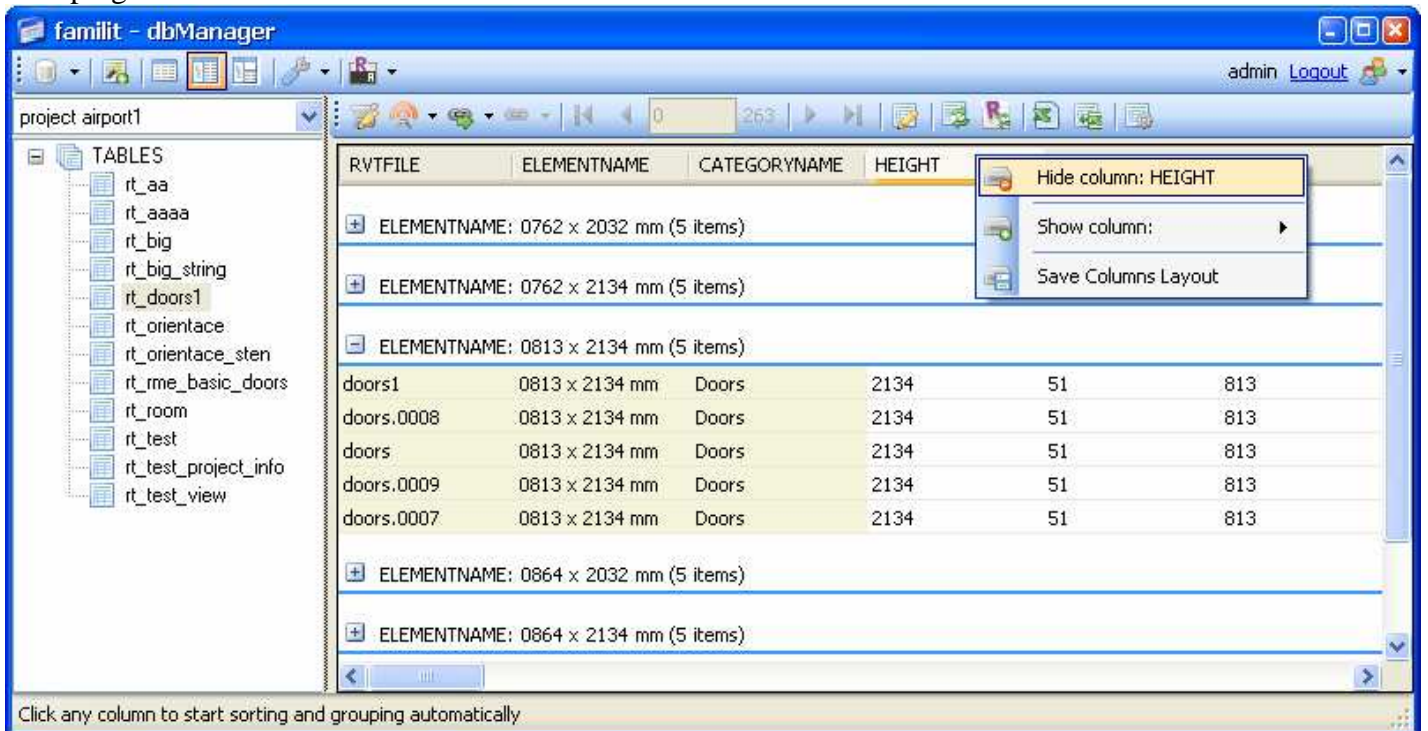 familit - dbManager
admin Logout
project airport1
0 263
TABLES
rt_aa
rt_aaaa
rt_big
rt_big_string
rt_doors1
rt_orientace
rt_orientace_sten
rt_rme_basic_doors
rt_room
rt_test
rt_test_project_info
rt_test_view
RVTFILE ELEMENTNAME CATEGORYNAME HEIGHT
Hide column: HEIGHT
Show column:
Save Columns Layout
ELEMENTNAME: 0762 x 2032 mm (5 items)
ELEMENTNAME: 0762 x 2134 mm (5 items)
ELEMENTNAME: 0813 x 2134 mm (5 items)
doors1 0813 x 2134 mm Doors 2134 51 813
doors.0008 0813 x 2134 mm Doors 2134 51 813
doors 0813 x 2134 mm Doors 2134 51 813
doors.0009 0813 x 2134 mm Doors 2134 51 813
doors.0007 0813 x 2134 mm Doors 2134 51 813
ELEMENTNAME: 0864 x 2032 mm (5 items)
ELEMENTNAME: 0864 x 2134 mm (5 items)
Click any column to start sorting and grouping automatically